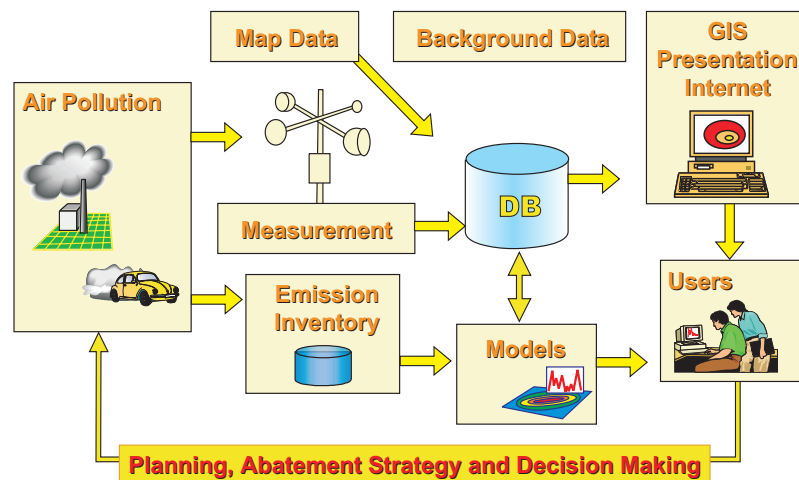 Map Data
Background Data
GIS
Presentation
Internet
Air Pollution
DB
Measurement
Emission
Inventory
Models
Users
Planning, Abatement Strategy and Decision Making